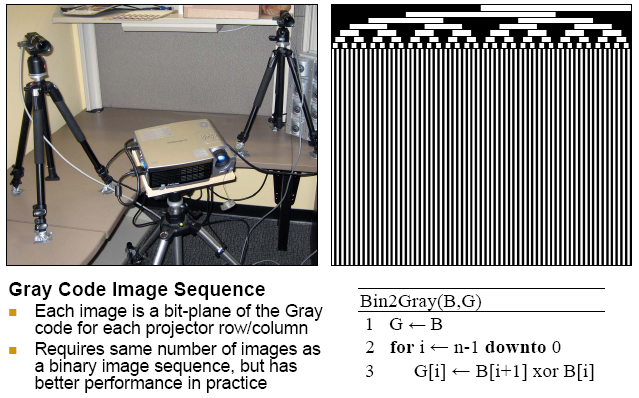 Gray Code Image Sequence
Each image is a bit-plane of the Gray
code for each projector row/column
Requires same number of images as
a binary image sequence, but has
better performance in practice
Bin2Gray(B,G)
1 G ← B
2 for i ← n-1 downto 0
3 G[i] ← B[i+1] xor B[i]